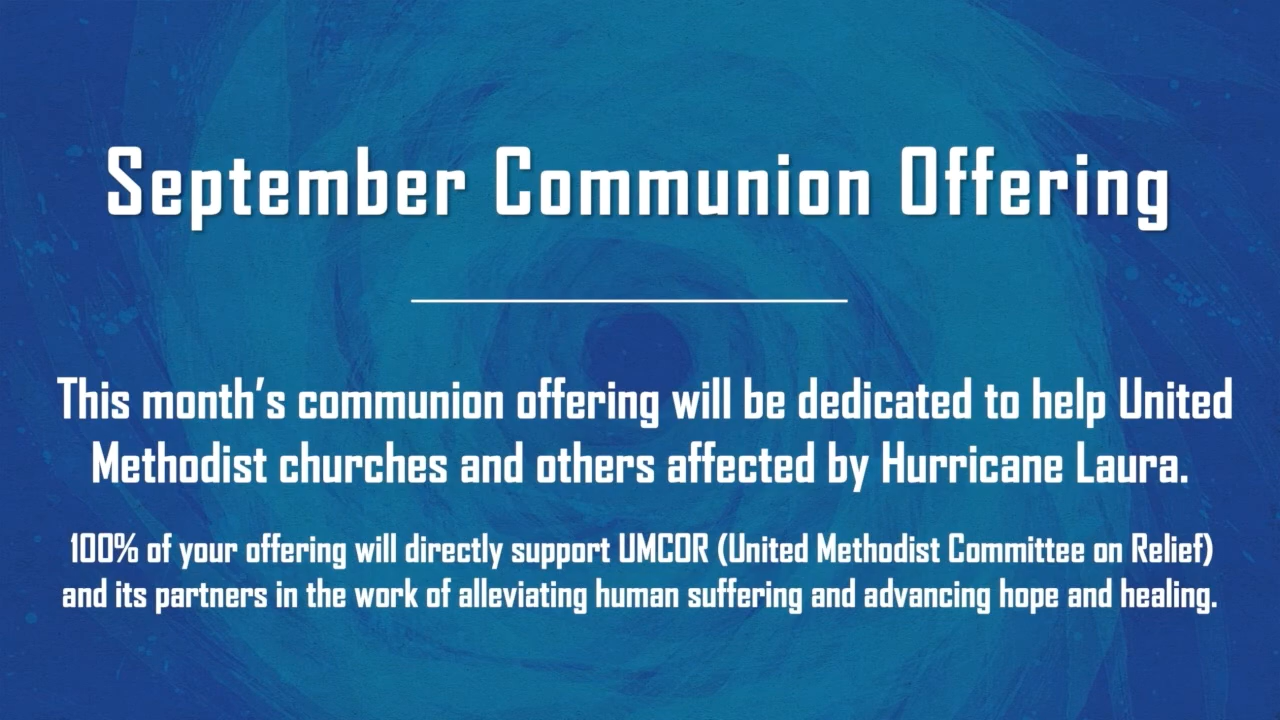 September Communion Offering
This month’s communion offering will be dedicated to help United
Methodist churches and others affected by Hurricane Laura.
100% of your offering will directly support UMCOR (United Methodist Committee on Relief)
and its partners in the work of alleviating human suffering and advancing hope and healing.